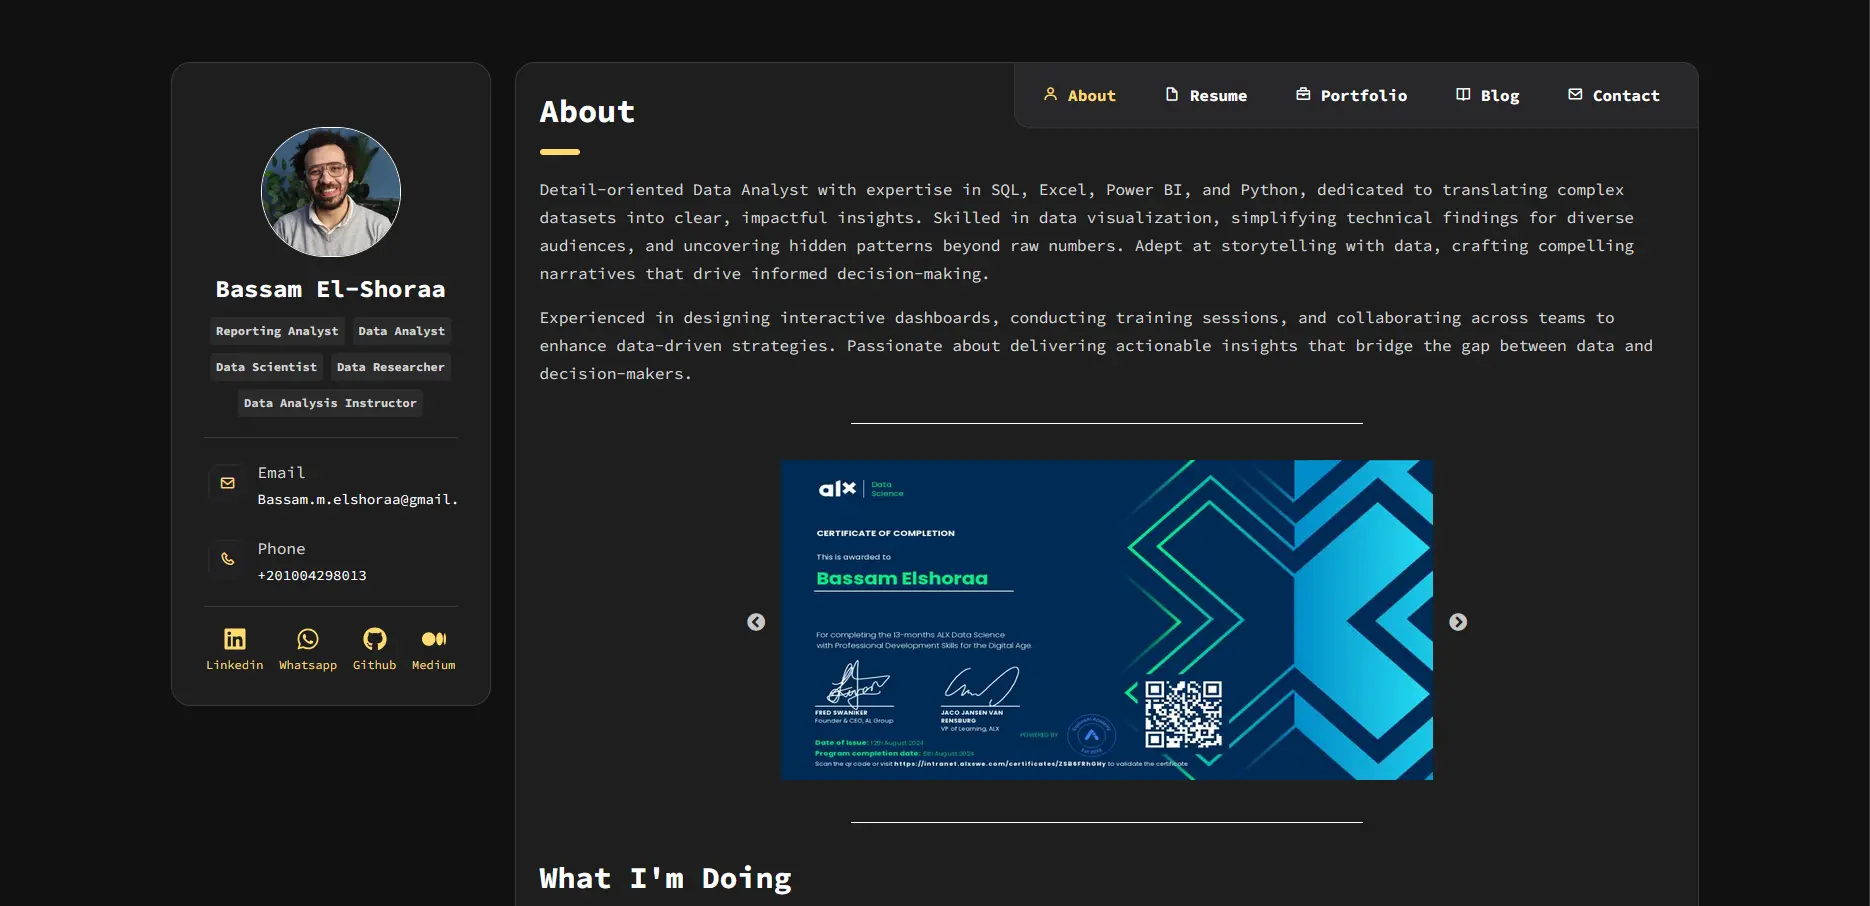 Bassam El-Shoraa
Reporting Analyst
Data Analyst
Data Scientist
Data Researcher
Data Analysis Instructor
Email
Bassam.m.elshoraa@gmail.
Phone
+201004298013
Linkedin
Whatsapp
Github
Medium
About
Resume
Portfolio
Blog
Contact
About
Detail-oriented Data Analyst with expertise in SQL, Excel, Power BI, and Python, dedicated to translating complex
datasets into clear, impactful insights. Skilled in data visualization, simplifying technical findings for diverse
audiences, and uncovering hidden patterns beyond raw numbers. Adept at storytelling with data, crafting compelling
narratives that drive informed decision-making.
Experienced in designing interactive dashboards, conducting training sessions, and collaborating across teams to
enhance data-driven strategies. Passionate about delivering actionable insights that bridge the gap between data and
decision-makers.
alx
Data
Science
CERTIFICATE OF COMPLETION
This is awarded to
Bassam Elshoraa
For completing the 13-months ALX Data Science
with Professional Development Skills for the Digital Age.
FRED SWANIKER
Founder & CEO, AL Group
JACO JANSEN VAN
RENSBURG
VP of Learning, ALX
POWERED BY
Date of Issue: 12th August 2024
Program completion date: August 2024
Scan the qr code or visit https://intranet.alxswe.com/certificates/ZSB6FRhGHy to validate the certificate
What I'm Doing